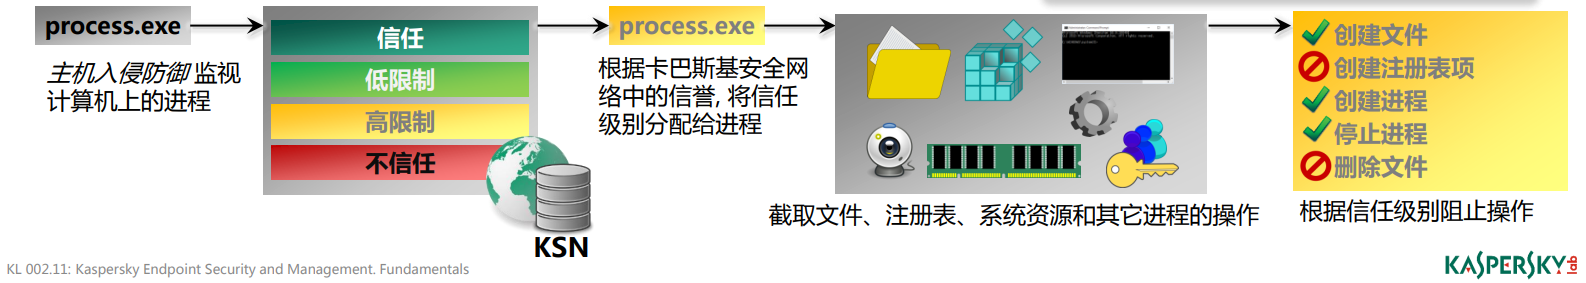 process.exe
主机入侵防御 监视
计算机上的进程
信任
低限制
高限制
不信任
KSN
process.exe
根据卡巴斯基安全网
络中的信誉, 将信任
级别分配给进程
截取文件、注册表、系统资源和其它进程的操作
创建文件
创建注册表项
创建进程
停止进程
删除文件
根据信任级别阻止操作
KL 002.11: Kaspersky Endpoint Security and Management. Fundamentals
KASPERSKY lab